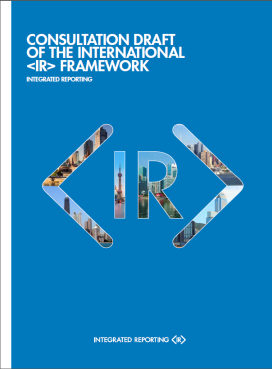 CONSULTATION DRAFT
OF THE INTERNATIONAL
<IR> FRAMEWORK
INTEGRATED REPORTING
<IR>
INTEGRATED REPORTING <IR>